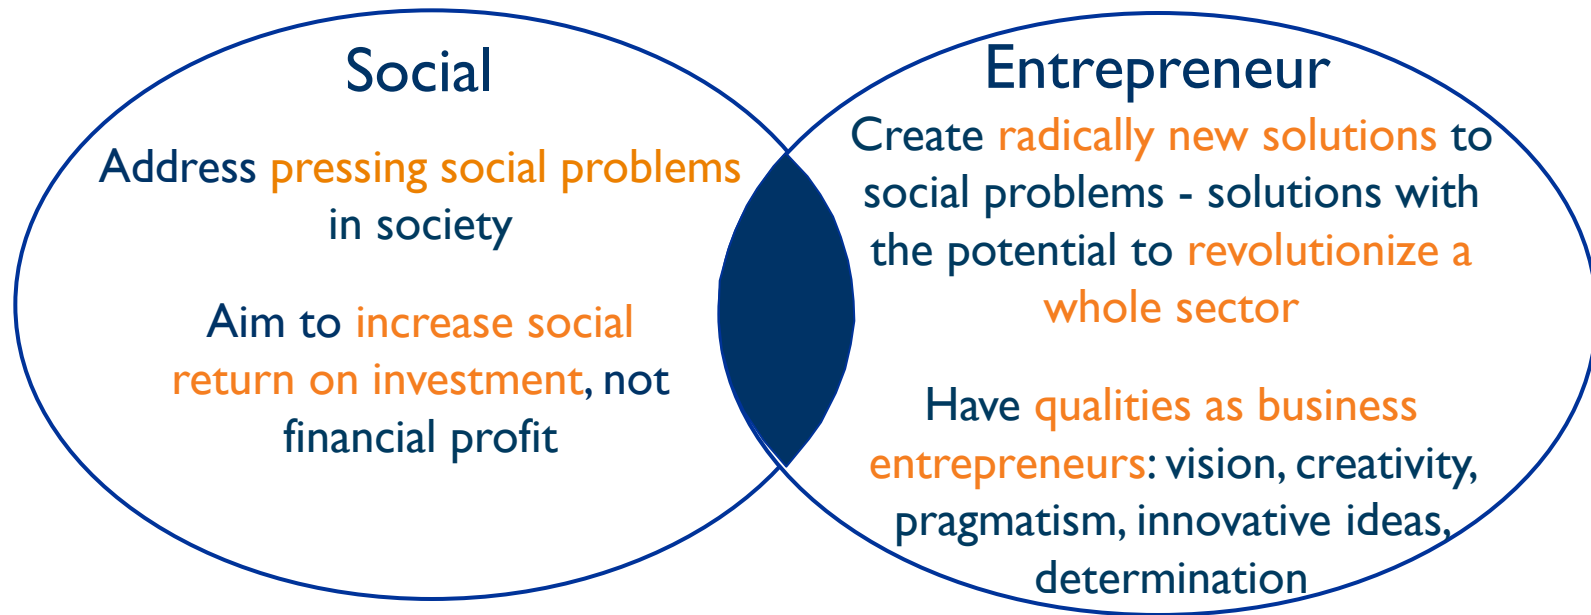 Social
Address pressing social problems
in society
Aim to increase social
return on investment, not
financial profit
Entrepreneur
Create radically new solutions to
social problems - solutions with
the potential to revolutionize a
whole sector
Have qualities as business
entrepreneurs: vision, creativity,
pragmatism, innovative ideas,
determination